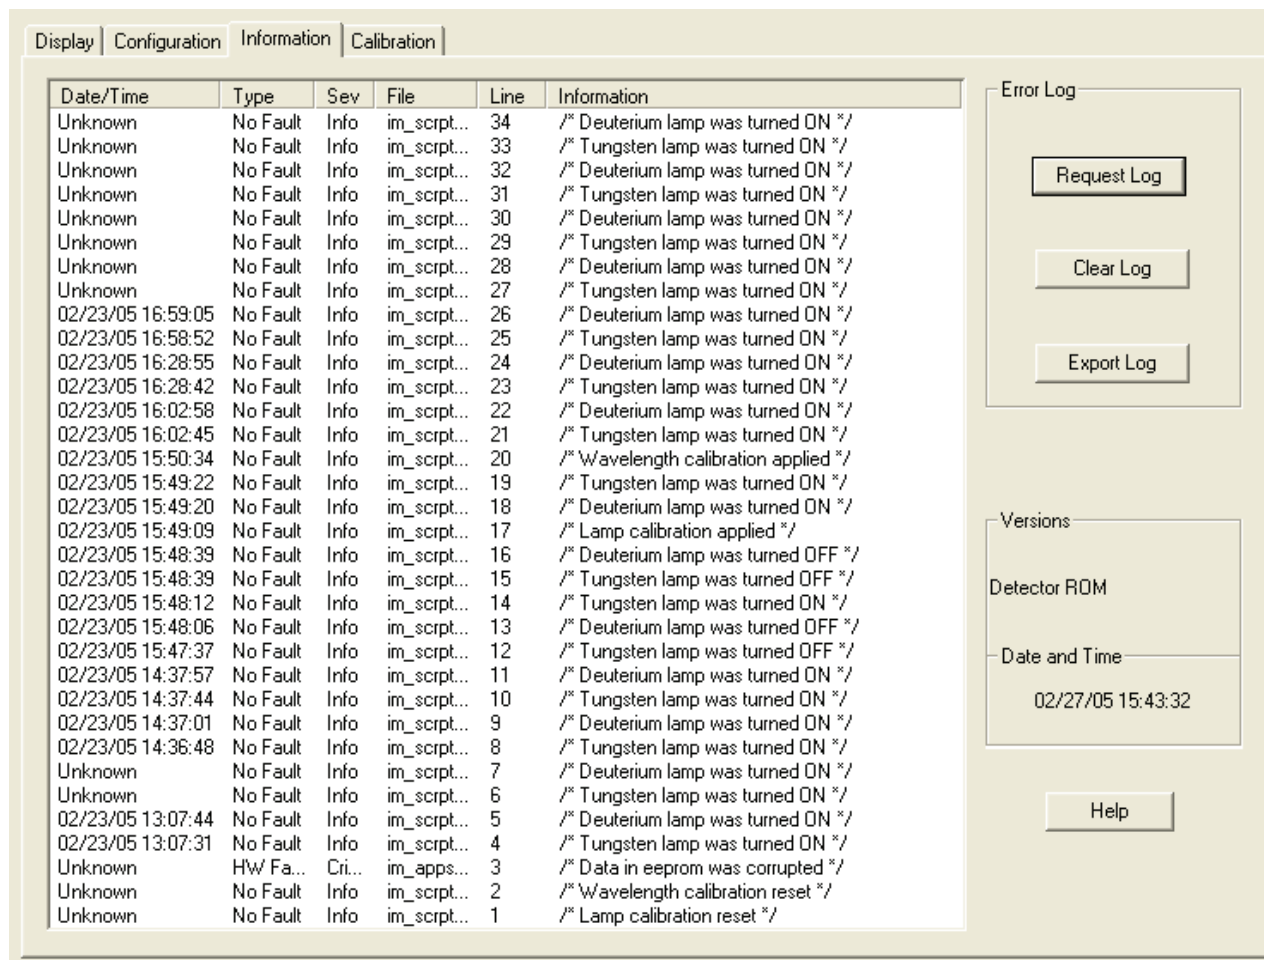 Display Configuration Information Calibration
Date/Time Type Sev File Line Information
Unknown No Fault Info im_scrpt... 34 /* Deuterium lamp was turned ON */
Unknown No Fault Info im_scrpt... 33 /* Tungsten lamp was turned ON */
Unknown No Fault Info im_scrpt... 32 /* Deuterium lamp was turned ON */
Unknown No Fault Info im_scrpt... 31 /* Tungsten lamp was turned ON */
Unknown No Fault Info im_scrpt... 30 /* Deuterium lamp was turned ON */
Unknown No Fault Info im_scrpt... 29 /* Tungsten lamp was turned ON */
Unknown No Fault Info im_scrpt... 28 /* Deuterium lamp was turned ON */
Unknown No Fault Info im_scrpt... 27 /* Tungsten lamp was turned ON */
02/23/05 16:59:05 No Fault Info im_scrpt... 26 /* Deuterium lamp was turned ON */
02/23/05 16:58:52 No Fault Info im_scrpt... 25 /* Tungsten lamp was turned ON */
02/23/05 16:28:55 No Fault Info im_scrpt... 24 /* Deuterium lamp was turned ON */
02/23/05 16:28:42 No Fault Info im_scrpt... 23 /* Tungsten lamp was turned ON */
02/23/05 16:02:58 No Fault Info im_scrpt... 22 /* Deuterium lamp was turned ON */
02/23/05 16:02:45 No Fault Info im_scrpt... 21 /* Tungsten lamp was turned ON */
02/23/05 15:50:34 No Fault Info im_scrpt... 20 /* Wavelength calibration applied */
02/23/05 15:49:22 No Fault Info im_scrpt... 19 /* Tungsten lamp was turned ON */
02/23/05 15:49:20 No Fault Info im_scrpt... 18 /* Deuterium lamp was turned ON */
02/23/05 15:49:09 No Fault Info im_scrpt... 17 /* Lamp calibration applied */
02/23/05 15:48:39 No Fault Info im_scrpt... 16 /* Deuterium lamp was turned OFF */
02/23/05 15:48:39 No Fault Info im_scrpt... 15 /* Tungsten lamp was turned OFF */
02/23/05 15:48:12 No Fault Info im_scrpt... 14 /* Tungsten lamp was turned ON */
02/23/05 15:48:06 No Fault Info im_scrpt... 13 /* Deuterium lamp was turned OFF */
02/23/05 15:47:37 No Fault Info im_scrpt... 12 /* Tungsten lamp was turned OFF */
02/23/05 14:37:57 No Fault Info im_scrpt... 11 /* Deuterium lamp was turned ON */
02/23/05 14:37:44 No Fault Info im_scrpt... 10 /* Tungsten lamp was turned ON */
02/23/05 14:37:01 No Fault Info im_scrpt... 9 /* Deuterium lamp was turned ON */
02/23/05 14:36:48 No Fault Info im_scrpt... 8 /* Tungsten lamp was turned ON */
Unknown No Fault Info im_scrpt... 7 /* Deuterium lamp was turned ON */
Unknown No Fault Info im_scrpt... 6 /* Tungsten lamp was turned ON */
02/23/05 13:07:44 No Fault Info im_scrpt... 5 /* Deuterium lamp was turned ON */
02/23/05 13:07:31 No Fault Info im_scrpt... 4 /* Tungsten lamp was turned ON */
Unknown HW Fa... Cri... im_apps... 3 /* Data in eeprom was corrupted */
Unknown No Fault Info im_scrpt... 2 /* Wavelength calibration reset */
Unknown No Fault Info im_scrpt... 1 /* Lamp calibration reset */
Error Log
Request Log
Clear Log
Export Log
Versions
Detector ROM
Date and Time
02/27/05 15:43:32
Help